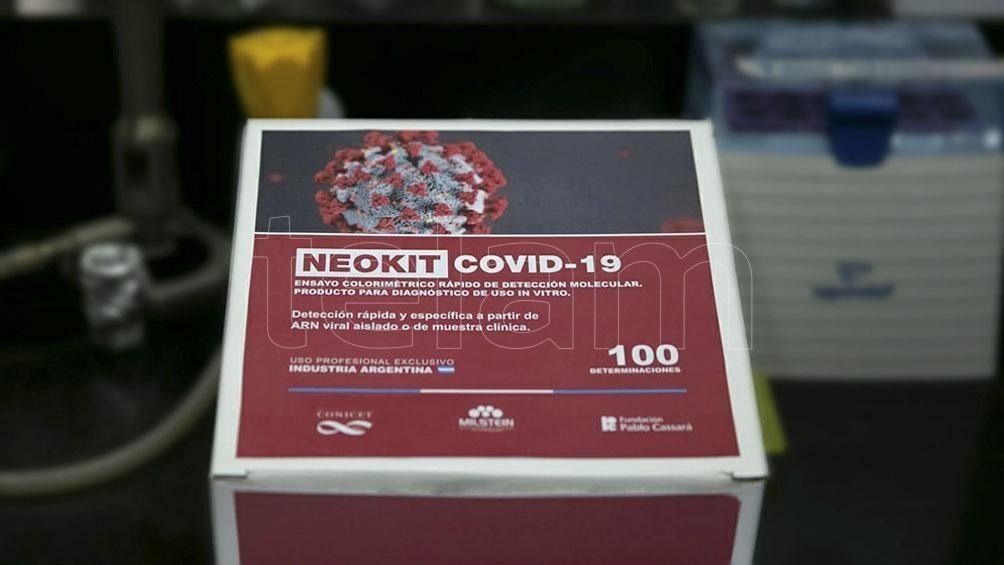 NEOKIT COVID-19
ENSAYO COLORIMÉTRICO RÁPIDO DE DETECCIÓN MOLECULAR.
PRODUCTO PARA DIAGNÓSTICO DE USO IN VITRO.
Detección rápida y específica a partir de
ARN viral aislado o de muestra clínica.
USO PROFESIONAL EXCLUSIVO
INDUSTRIA ARGENTINA
100
DETERMINACIONES
CONICET
MILSTEIN
Fundación
Pablo Cassará
telam